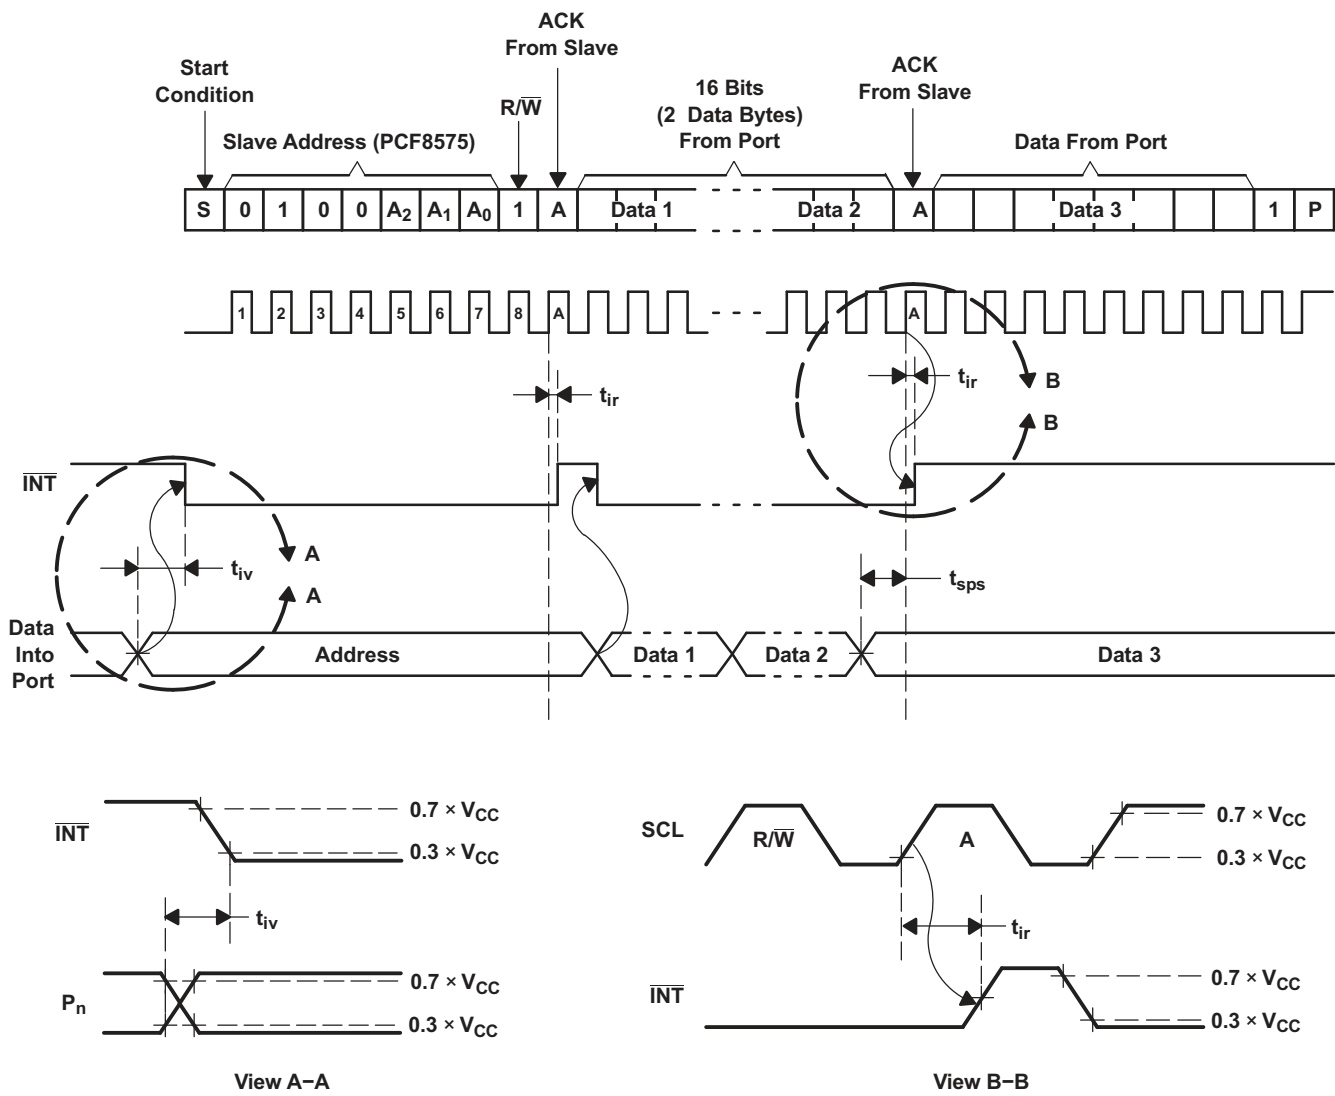 ACK
From Slave
Start
Condition
R/W̅
16 Bits
(2 Data Bytes)
From Port
ACK
From Slave
Slave Address (PCF8575)
Data From Port
S 0 1 0 0 A2 A1 A0 1 A Data 1 Data 2 A Data 3 1 P
1 2 3 4 5 6 7 8 A A
tir
tir
B
B
I̅N̅T̅
tiv
A
A
tsps
Data
Into
Port
Address
Data 1
Data 2
Data 3
I̅N̅T̅
0.7 × VCC
0.3 × VCC
tiv
Pn
0.7 × VCC
0.3 × VCC
View A–A
SCL
R/W̅
A
0.7 × VCC
0.3 × VCC
tir
I̅N̅T̅
0.7 × VCC
0.3 × VCC
View B–B